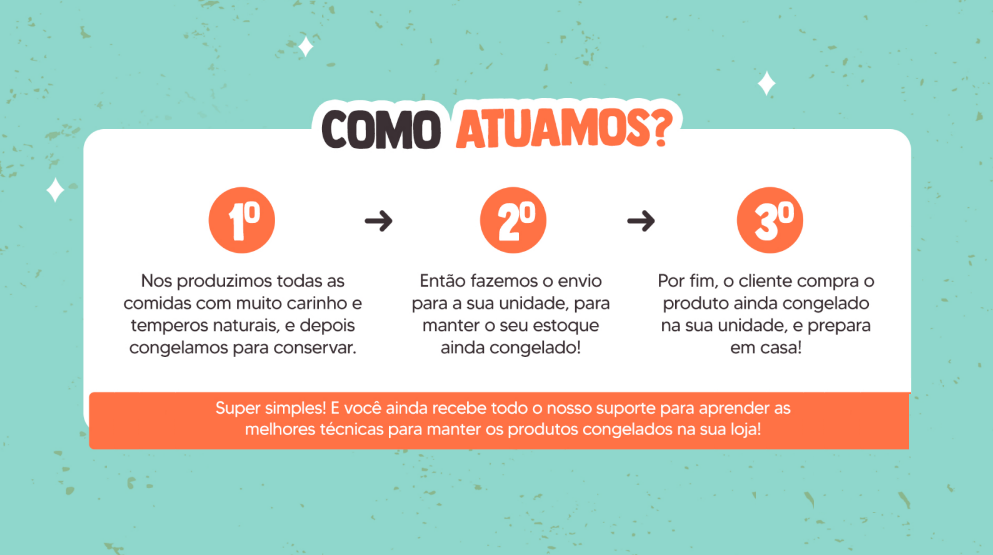 COMO ATUAMOS?
1º
Nos produzimos todas as
comidas com muito carinho e
temperos naturais, e depois
congelamos para conservar.
2º
Então fazemos o envio
para a sua unidade, para
manter o seu estoque
ainda congelado!
3º
Por fim, o cliente compra o
produto ainda congelado
na sua unidade, e prepara
em casa!
Super simples! E você ainda recebe todo o nosso suporte para aprender as
melhores técnicas para manter os produtos congelados na sua loja!